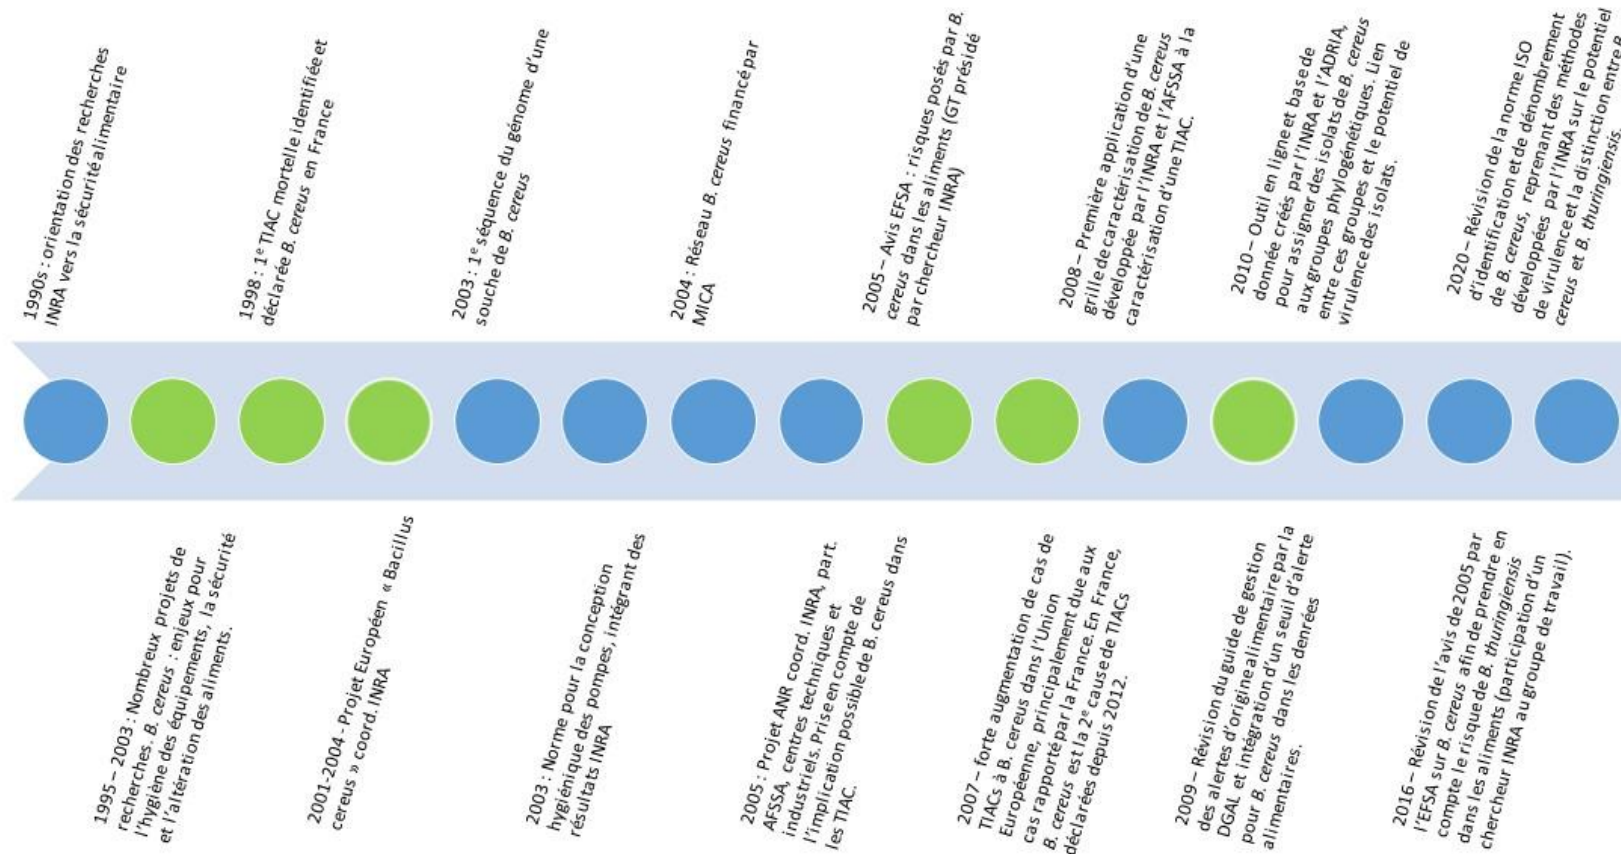 1990s : orientation des recherches
INRA vers la sécurité alimentaire
1995 – 2003 : Nombreux projets de
recherches. B. cereus : enjeux pour
l'hygiène des équipements, la sécurité
et l'altération des aliments.
1998 : 1e TIAC mortelle identifiée et
déclarée B. cereus en France
2001-2004 - Projet Européen « Bacillus
cereus » coord. INRA
2003 : 1e séquence du génome d'une
souche de B. cereus
2003 : Norme pour la conception
hygiénique des pompes, intégrant des
résultats INRA
2004 : Réseau B. cereus financé par
MICA
2005 : Projet ANR coord. INRA, part.
AFSSA, centres techniques et
industriels. Prise en compte de
l'implication possible de B. cereus dans
les TIAC.
2005 – Avis EFSA : risques posés par B.
cereus dans les aliments (GT présidé
par chercheur INRA)
2007 – forte augmentation de cas de
TIACs à B. cereus dans l'Union
Européenne, principalement due aux
cas rapporté par la France. En France,
B. cereus est la 2e cause de TIACs
déclarées depuis 2012.
2008 – Première application d'une
grille de caractérisation de B. cereus
développée par l'INRA et l'AFSSA à la
caractérisation d'une TIAC.
2009 – Révision du guide de gestion
des alertes d'origine alimentaire par la
DGAL et intégration d'un seuil d'alerte
pour B. cereus dans les denrées
alimentaires.
2010 – Outil en ligne et base de
donnée créés par l'INRA et l'ADRIA,
pour assigner des isolats de B. cereus
aux groupes phylogénétiques. Lien
entre ces groupes et le potentiel de
virulence des isolats.
2016 – Révision de l'avis de 2005 par
l'EFSA sur B. cereus afin de prendre en
compte le risque de B. thuringiensis
dans les aliments (participation d'un
chercheur INRA au groupe de travail).
2020 – Révision de la norme ISO
d'identification et de dénombrement
de B. cereus, reprenant des méthodes
développées par l'INRA sur le potentiel
de virulence et la distinction entre B.
cereus et B. thuringiensis.